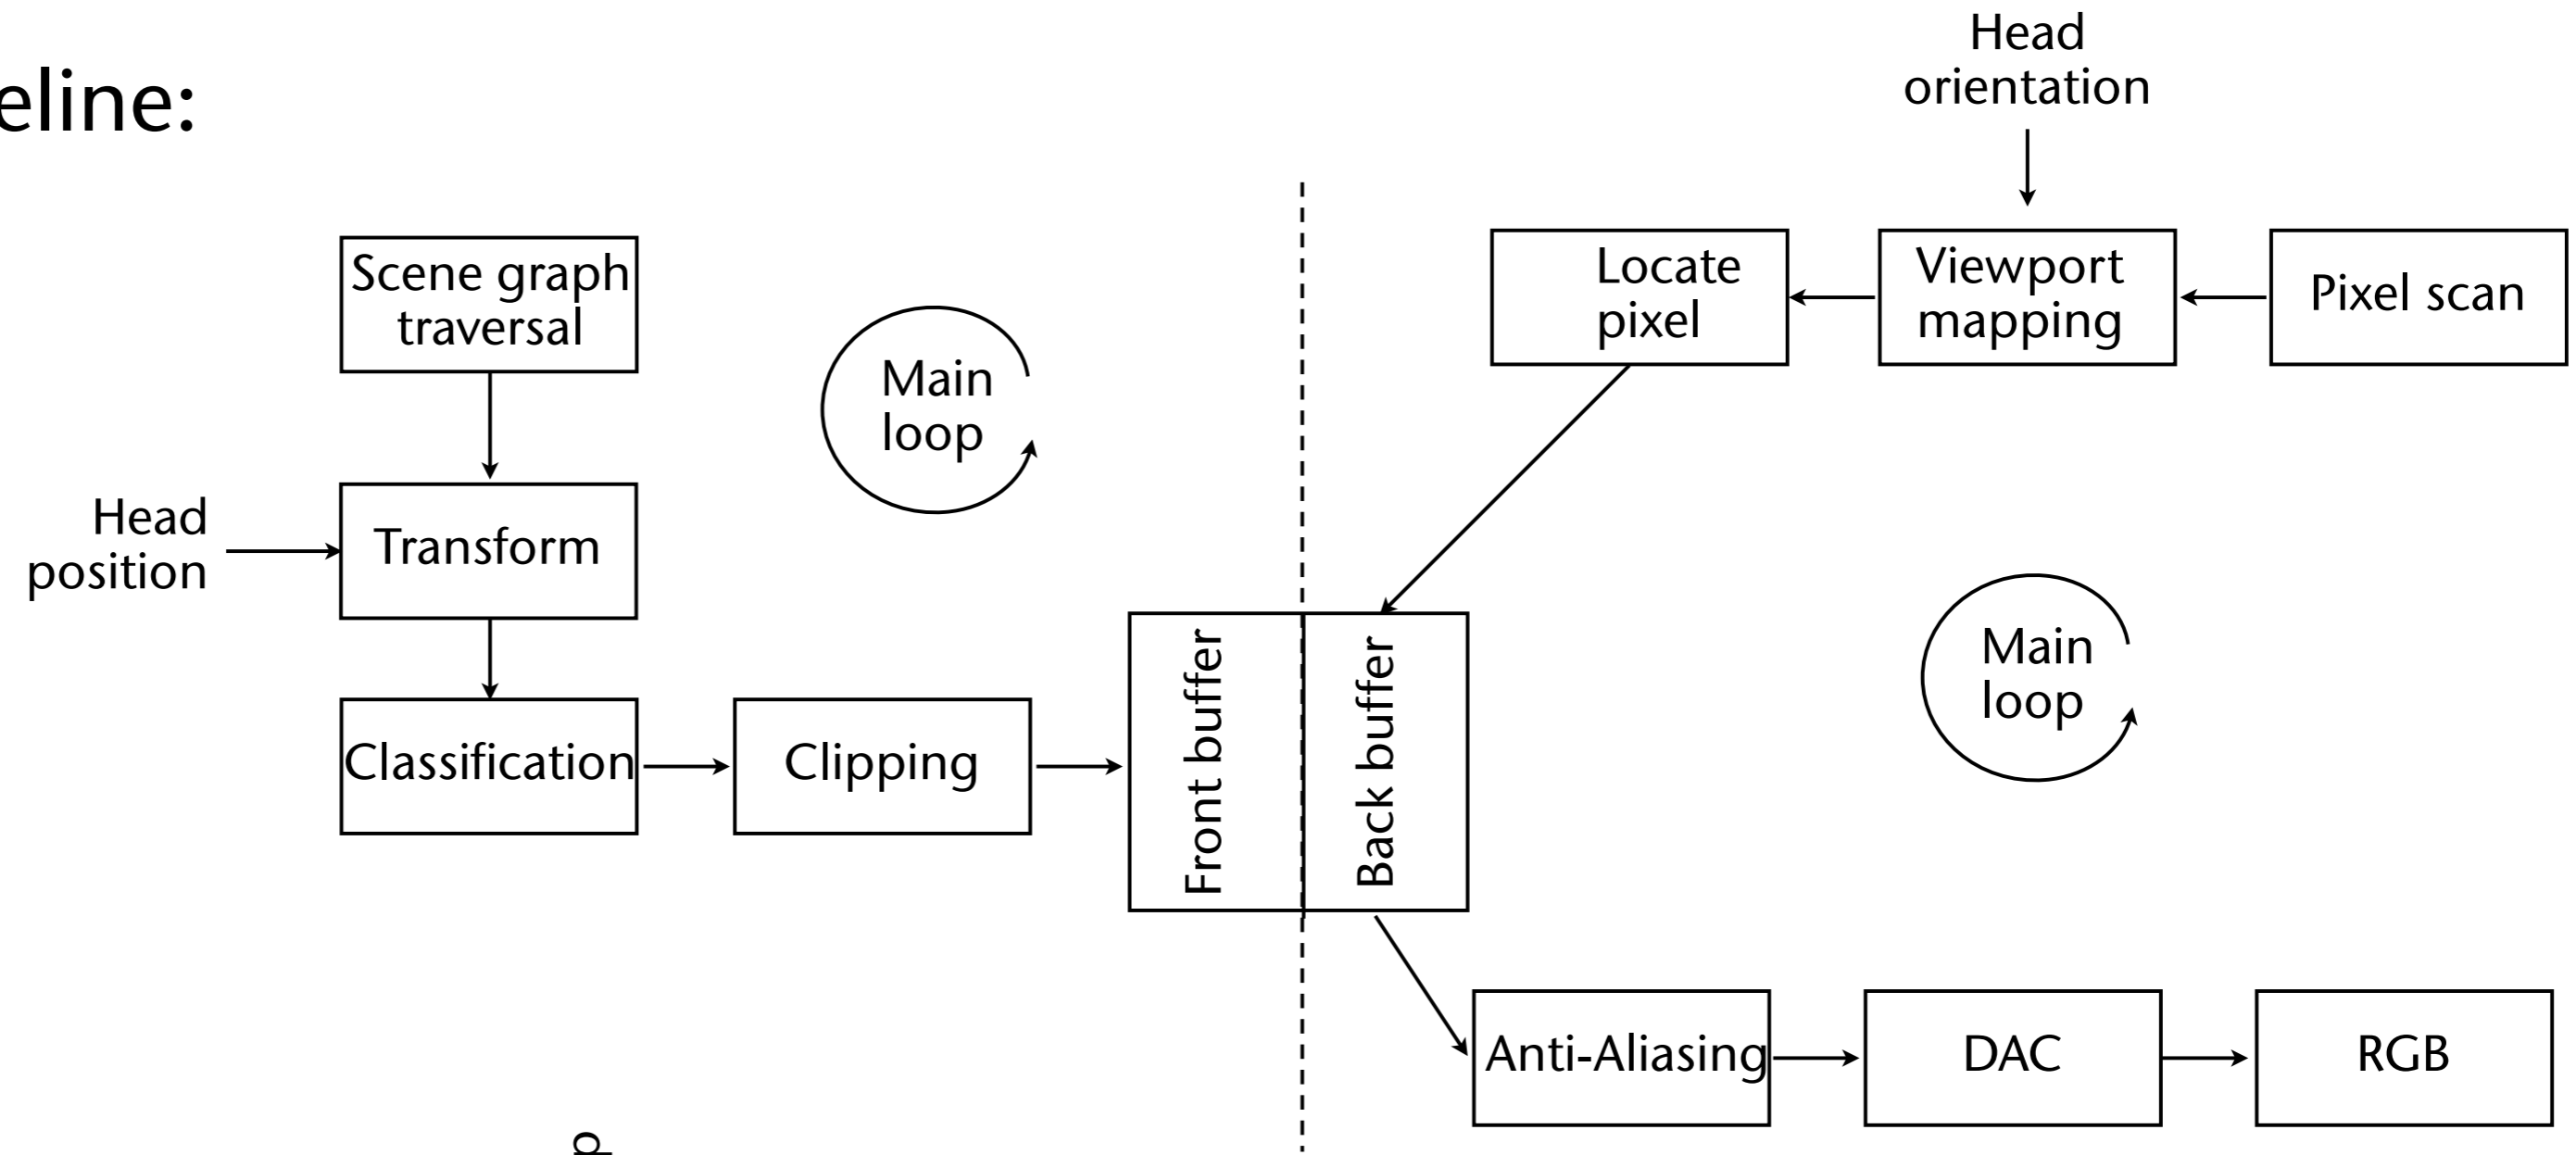 eline:
Head
orientation
Scene graph
traversal
Main
loop
Locate
pixel
Viewport
mapping
Pixel scan
Head
position
Transform
Classification
Clipping
Front buffer
Back buffer
Main
loop
Anti-Aliasing
DAC
RGB